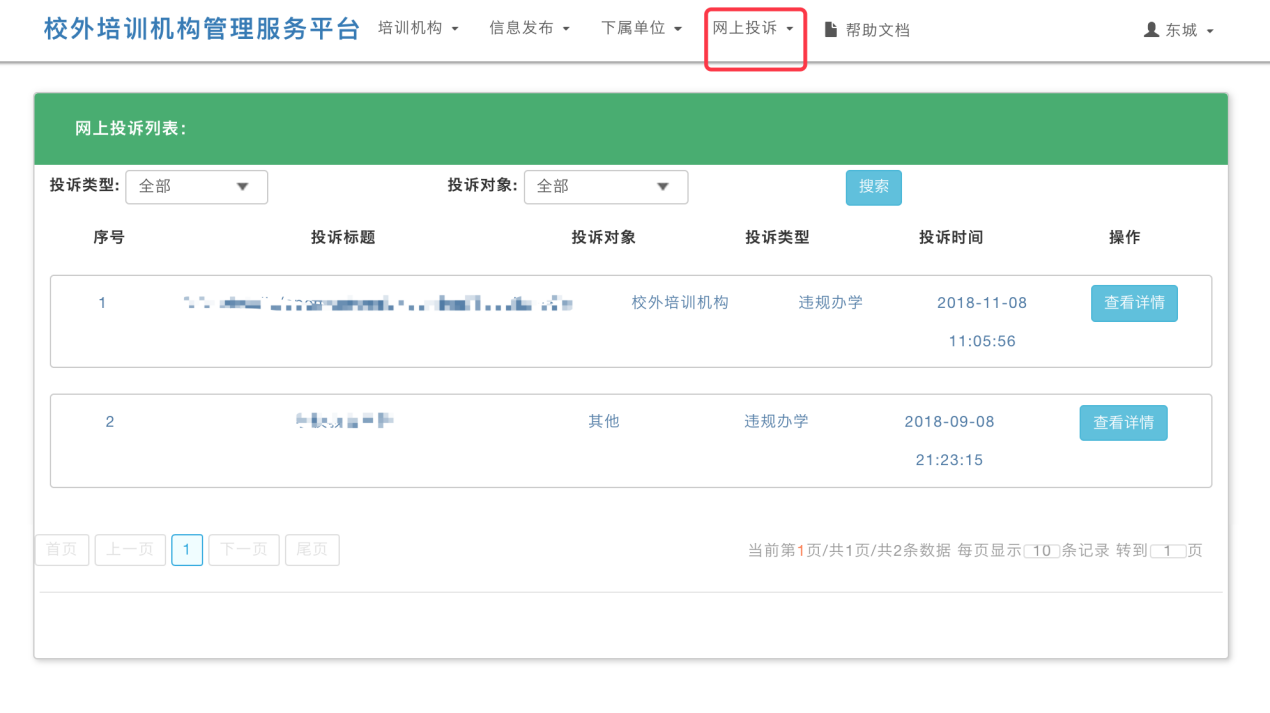 校外培训机构管理服务平台 培训机构 信息发布 下属单位 网上投诉 帮助文档 东城
网上投诉列表：
投诉类型: 全部 投诉对象: 全部 搜索
序号 投诉标题 投诉对象 投诉类型 投诉时间 操作
1 校外培训机构 违规办学 2018-11-08 查看详情
11:05:56
2 其他 违规办学 2018-09-08 查看详情
21:23:15
首页 上一页 1 下一页 尾页 当前第1页/共1页/共2条数据 每页显示 10 条记录 转到 1 页